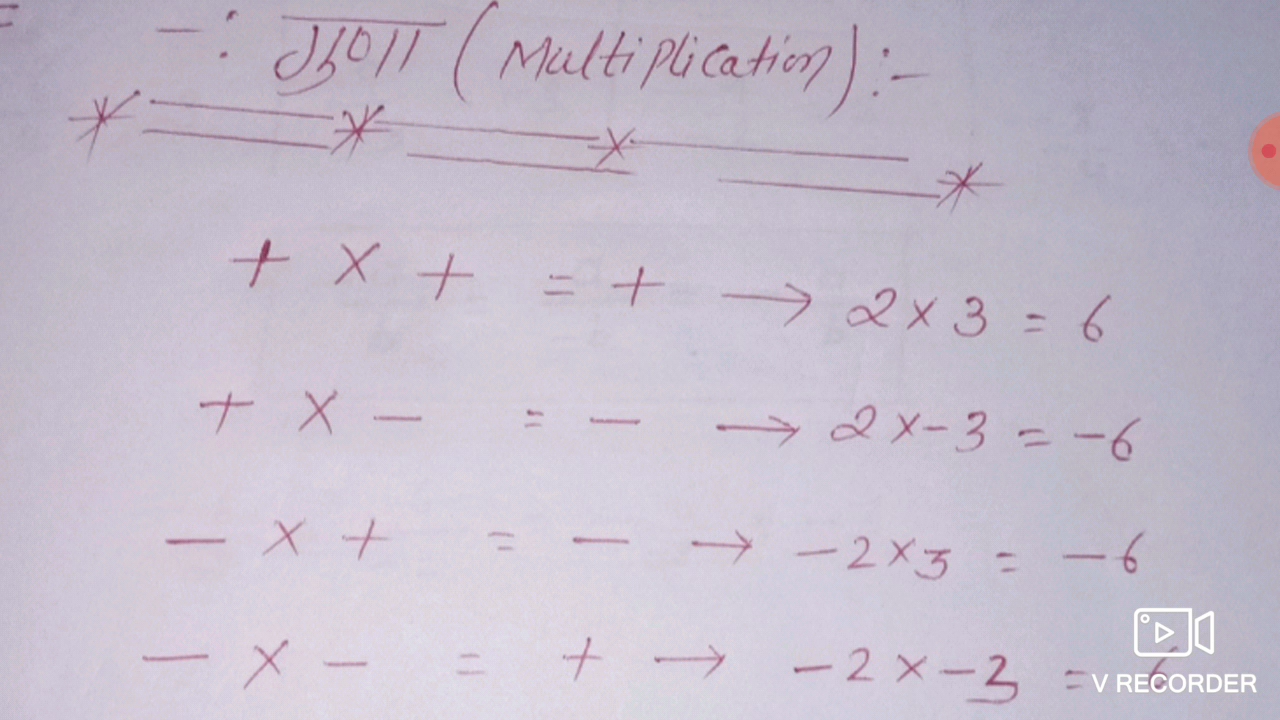 -: गुणा (Multiplication) :-
+ × + = + → 2×3 = 6
+ × - = - → 2×-3 = -6
- × + = - → -2×3 = -6
- × - = + → -2×-3 = 6
V RECORDER